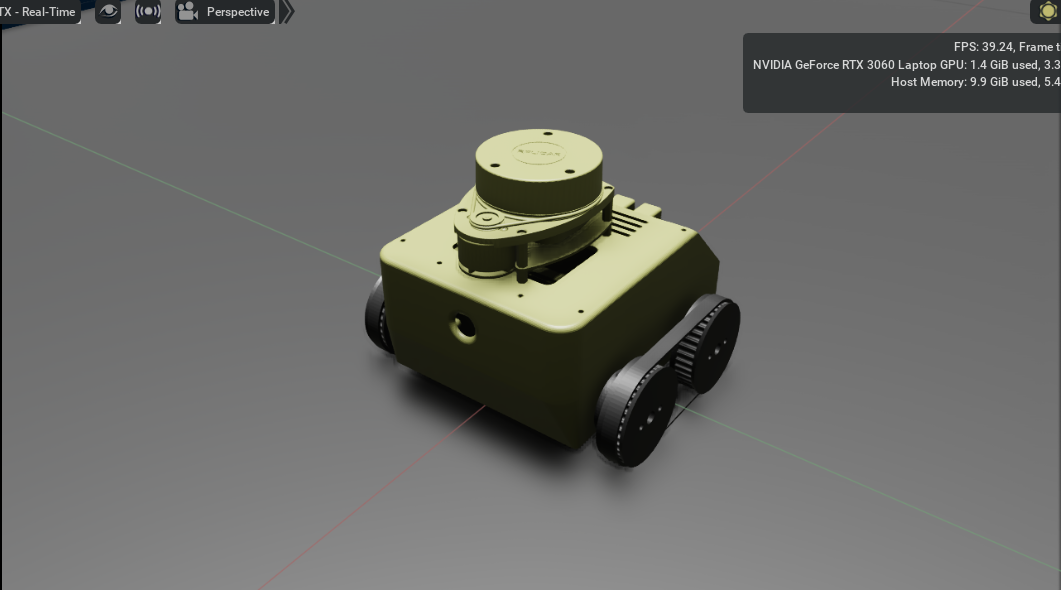 TX - Real-Time
Perspective
FPS: 39.24, Frame t
NVIDIA GeForce RTX 3060 Laptop GPU: 1.4 GiB used, 3.3
Host Memory: 9.9 GiB used, 5.4